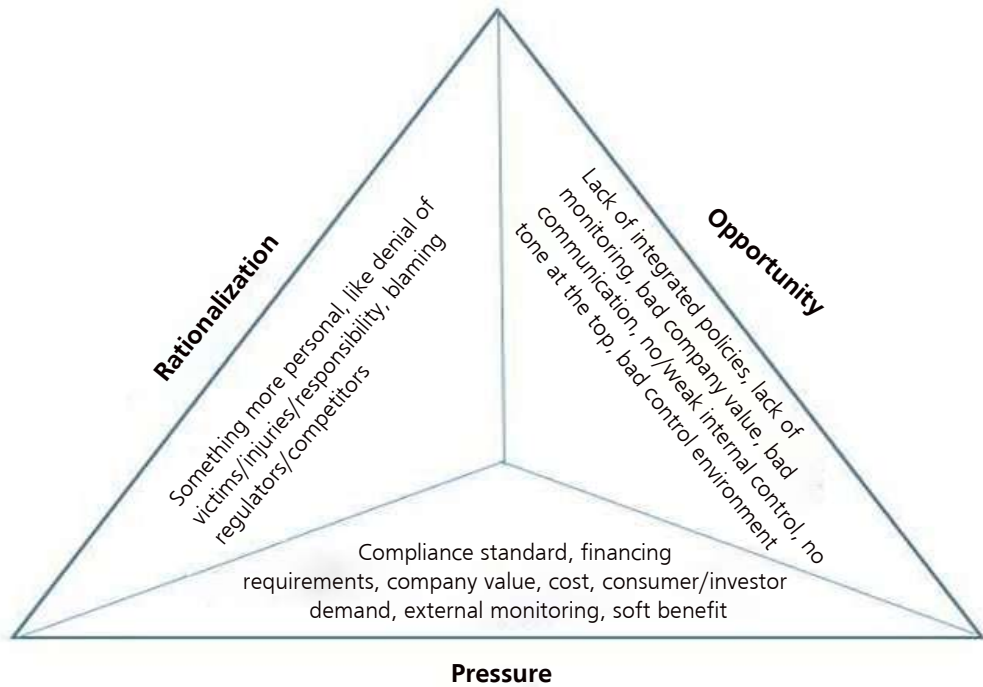 Rationalization
Something more personal, like denial of
victims/injuries/responsibility, blaming
regulators/competitors
Opportunity
Lack of integrated policies, lack of
monitoring, bad company value, bad
communication, no/weak internal control, no
tone at the top, bad control environment
Compliance standard, financing
requirements, company value, cost, consumer/investor
demand, external monitoring, soft benefit
Pressure